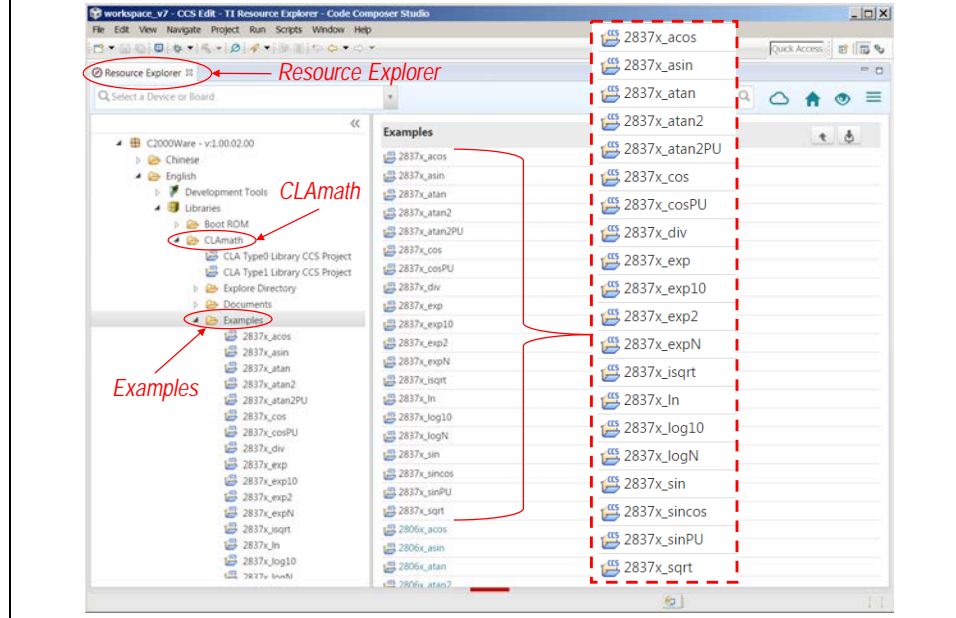 workspace_v7 - CCS Edit - TI Resource Explorer - Code Composer Studio
File Edit View Navigate Project Run Scripts Window Help
Quick Access
Resource Explorer
Resource Explorer
Select a Device or Board
C2000Ware - v:1.00.02.00
Chinese
English
Development Tools
Libraries
Boot ROM
CLAmath
CLAmath
CLA Type0 Library CCS Project
CLA Type1 Library CCS Project
Explore Directory
Documents
Examples
Examples
2837x_acos
2837x_asin
2837x_atan
2837x_atan2
2837x_atan2PU
2837x_cos
2837x_cosPU
2837x_div
2837x_exp
2837x_exp10
2837x_exp2
2837x_expN
2837x_isqrt
2837x_ln
2837x_log10
2837x_logN
Examples
2837x_acos
2837x_asin
2837x_atan
2837x_atan2
2837x_atan2PU
2837x_cos
2837x_cosPU
2837x_div
2837x_exp
2837x_exp10
2837x_exp2
2837x_expN
2837x_isqrt
2837x_ln
2837x_log10
2837x_logN
2837x_sin
2837x_sincos
2837x_sinPU
2837x_sqrt
2806x_acos
2806x_asin
2806x_atan
2806x_atan2
2837x_acos
2837x_asin
2837x_atan
2837x_atan2
2837x_atan2PU
2837x_cos
2837x_cosPU
2837x_div
2837x_exp
2837x_exp10
2837x_exp2
2837x_expN
2837x_isqrt
2837x_ln
2837x_log10
2837x_logN
2837x_sin
2837x_sincos
2837x_sinPU
2837x_sqrt